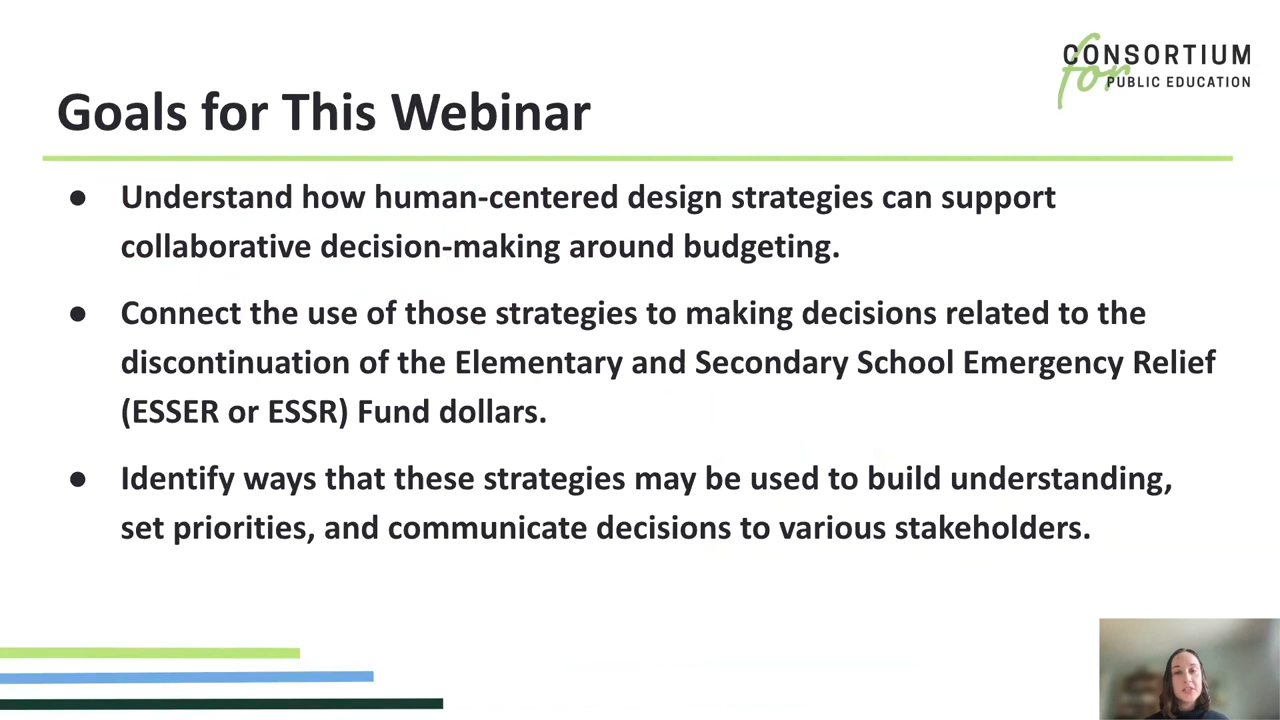 CONSORTIUM
for PUBLIC EDUCATION
Goals for This Webinar
● Understand how human-centered design strategies can support
collaborative decision-making around budgeting.
● Connect the use of those strategies to making decisions related to the
discontinuation of the Elementary and Secondary School Emergency Relief
(ESSER or ESSR) Fund dollars.
● Identify ways that these strategies may be used to build understanding,
set priorities, and communicate decisions to various stakeholders.